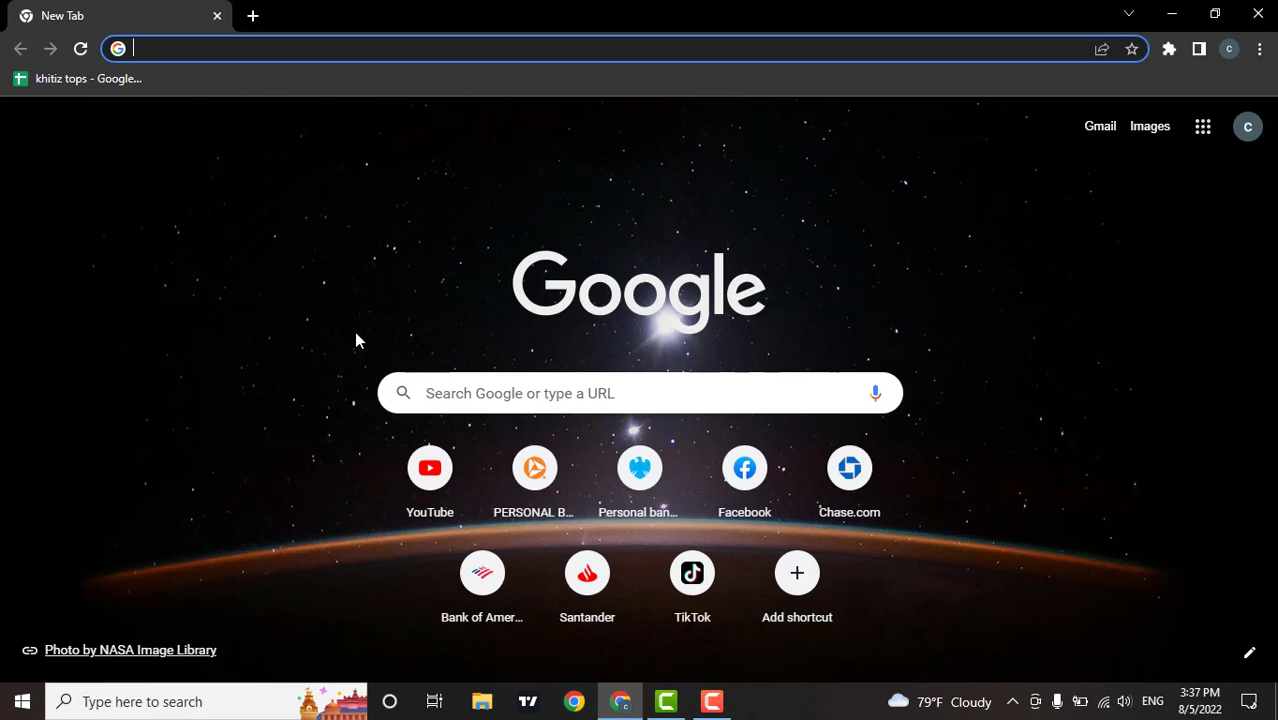 New Tab
khitiz tops - Google...
Gmail Images
C
Google
Search Google or type a URL
YouTube PERSONAL B... Personal ban... Facebook Chase.com
Bank of Amer... Santander TikTok Add shortcut
Photo by NASA Image Library
Type here to search
79°F Cloudy
ENG
3:37 PM
8/5/2022